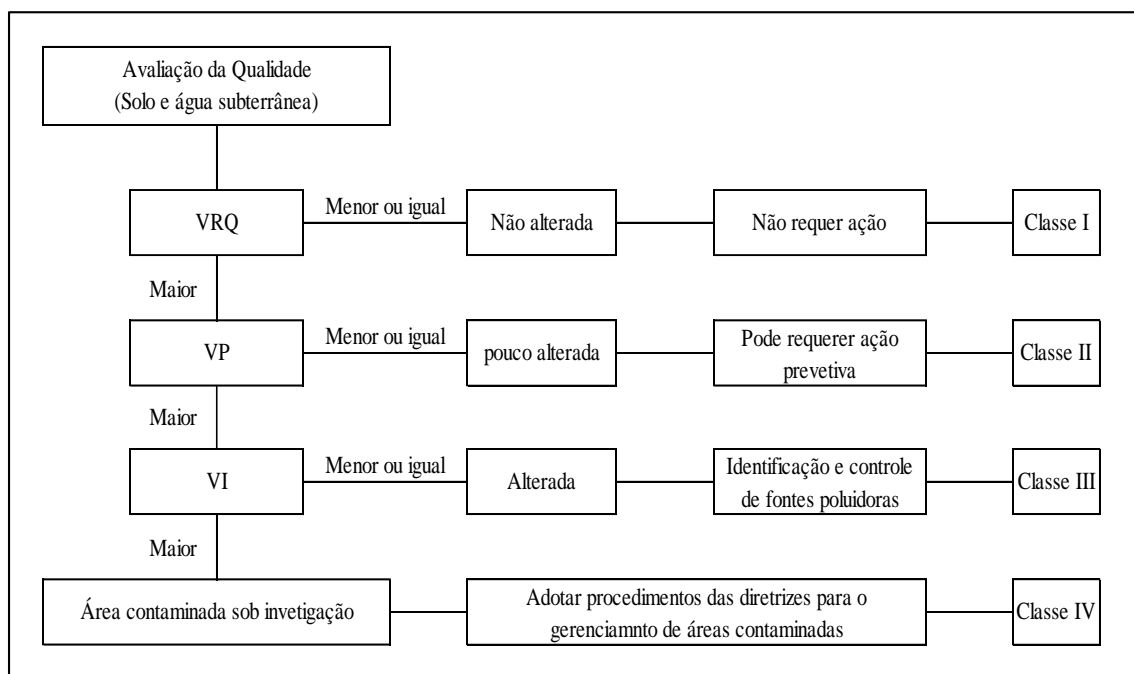 Avaliação da Qualidade
(Solo e água subterrânea)
VRQ
Menor ou igual
Não alterada
Não requer ação
Classe I
Maior
VP
Menor ou igual
pouco alterada
Pode requerer ação
prevetiva
Classe II
Maior
VI
Menor ou igual
Alterada
Identificação e controle
de fontes poluidoras
Classe III
Maior
Área contaminada sob invetigação
Adotar procedimentos das diretrizes para o
gerenciamnto de áreas contaminadas
Classe IV